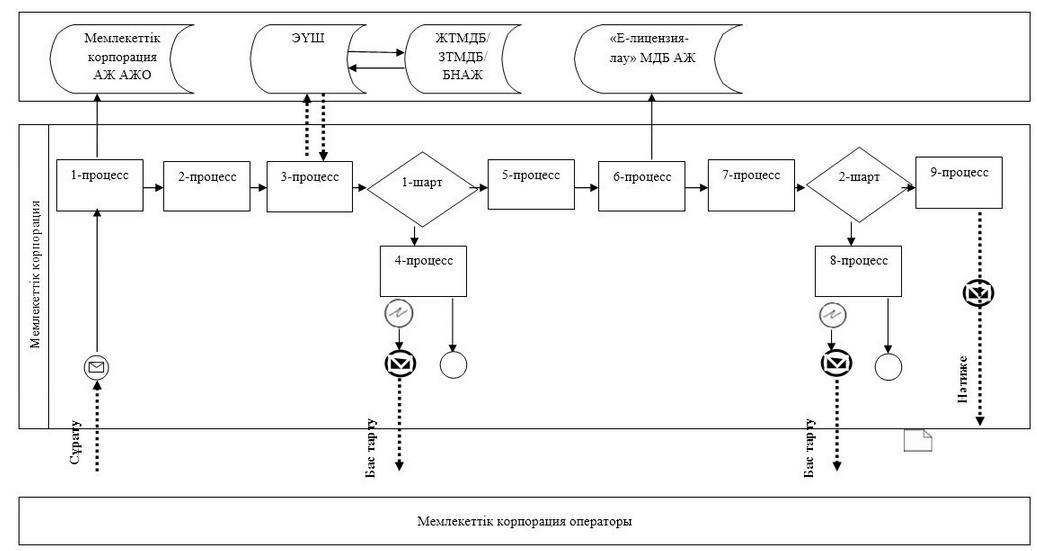 Мемлекеттік
корпорация
АЖ АЖО
ЭҮШ
ЖТМДБ/
ЗТМДБ/
БНАЖ
«Е-лицензия-
лау» МДБ АЖ
Мемлекеттік корпорация
1-процесс
2-процесс
3-процесс
1-шарт
5-процесс
6-процесс
7-процесс
2-шарт
9-процесс
4-процесс
8-процесс
Сұрату
Бас тарту
Бас тарту
Нәтиже
Мемлекеттік корпорация операторы